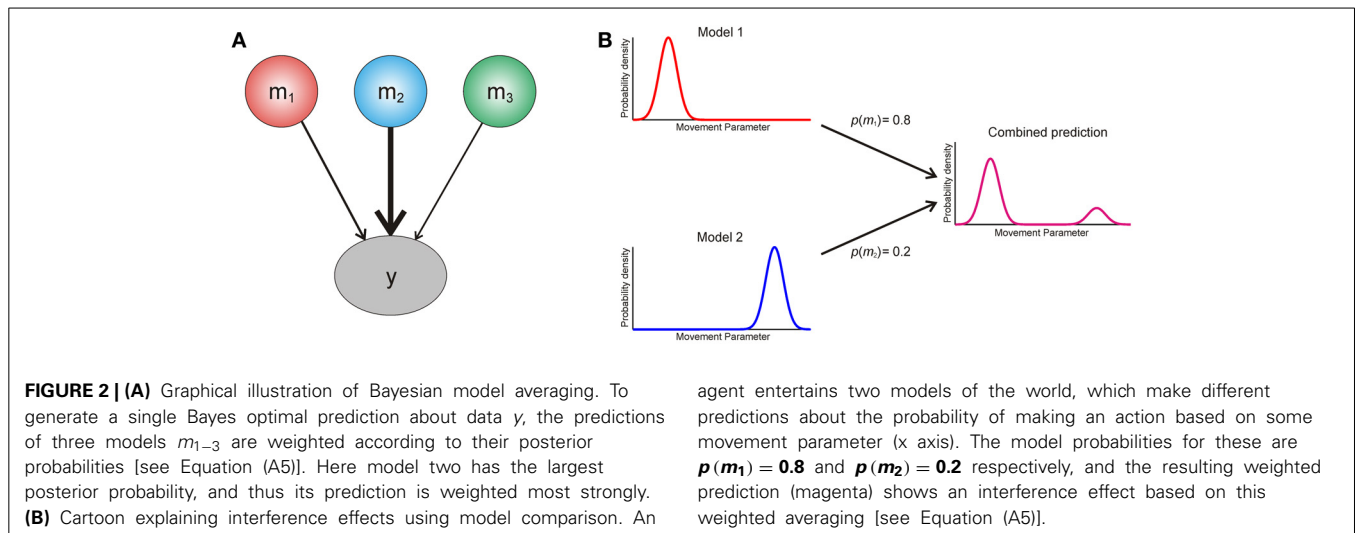 A
m₁
m₂
m₃
y
B
Model 1
Probability density
Movement Parameter
p(m₁)= 0.8
Model 2
Probability density
Movement Parameter
p(m₂)= 0.2
Combined prediction
Probability density
Movement Parameter
FIGURE 2 | (A) Graphical illustration of Bayesian model averaging. To
generate a single Bayes optimal prediction about data y, the predictions
of three models m₁₋₃ are weighted according to their posterior
probabilities [see Equation (A5)]. Here model two has the largest
posterior probability, and thus its prediction is weighted most strongly.
(B) Cartoon explaining interference effects using model comparison. An
agent entertains two models of the world, which make different
predictions about the probability of making an action based on some
movement parameter (x axis). The model probabilities for these are
p(m₁) = 0.8 and p(m₂) = 0.2 respectively, and the resulting weighted
prediction (magenta) shows an interference effect based on this
weighted averaging [see Equation (A5)].